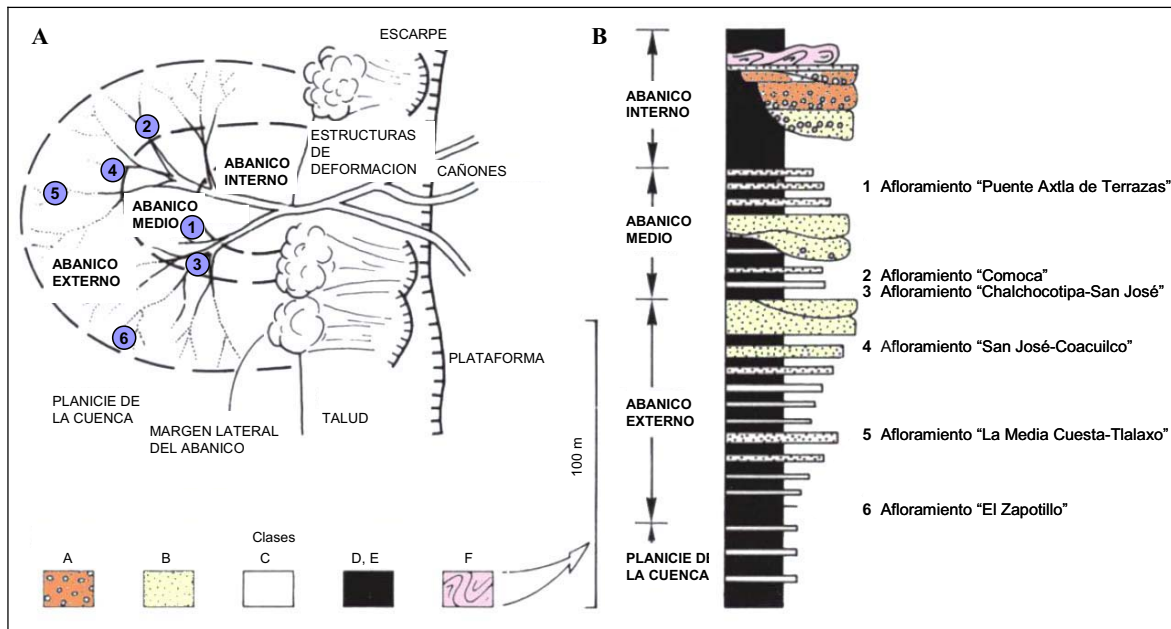 A
ESCARPE
2
ABANICO
INTERNO
ESTRUCTURAS
DE
DEFORMACION
CAÑONES
4
5
ABANICO
MEDIO
1
ABANICO
EXTERNO
3
6
PLATAFORMA
PLANICIE DE
LA CUENCA
MARGEN LATERAL
DEL ABANICO
TALUD
100 m
Clases
A B C D, E F
B
ABANICO
INTERNO
ABANICO
MEDIO
ABANICO
EXTERNO
PLANICIE DE
LA CUENCA
1 Afloramiento “Puente Axtla de Terrazas”
2 Afloramiento “Comoca”
3 Afloramiento “Chalchocotipa-San José”
4 Afloramiento “San José-Coacuilco”
5 Afloramiento “La Media Cuesta-Tlalaxo”
6 Afloramiento “El Zapotillo”